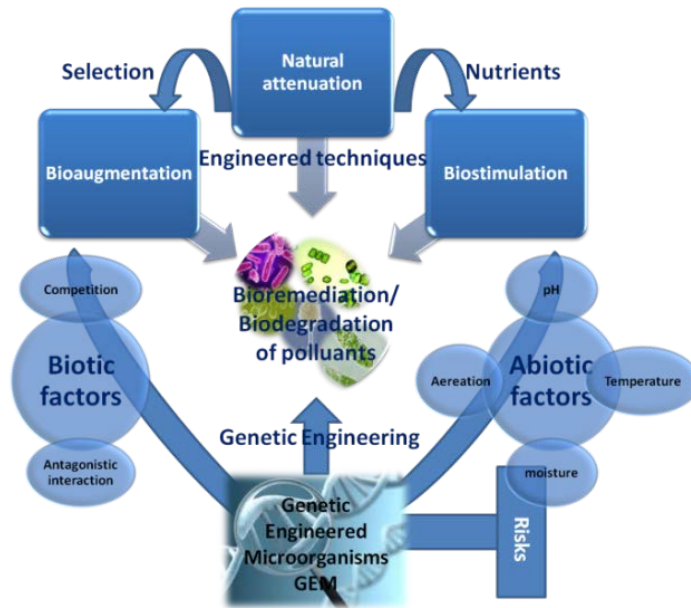 Selection
Natural
attenuation
Nutrients
Bioaugmentation
Engineered techniques
Biostimulation
Competition
Biotic
factors
Antagonistic
interaction
Bioremediation/
Biodegradation
of polluants
pH
Aereation
Abiotic
factors
Temperature
moisture
Genetic Engineering
Genetic
Engineered
Microorganisms
GEM
Risks